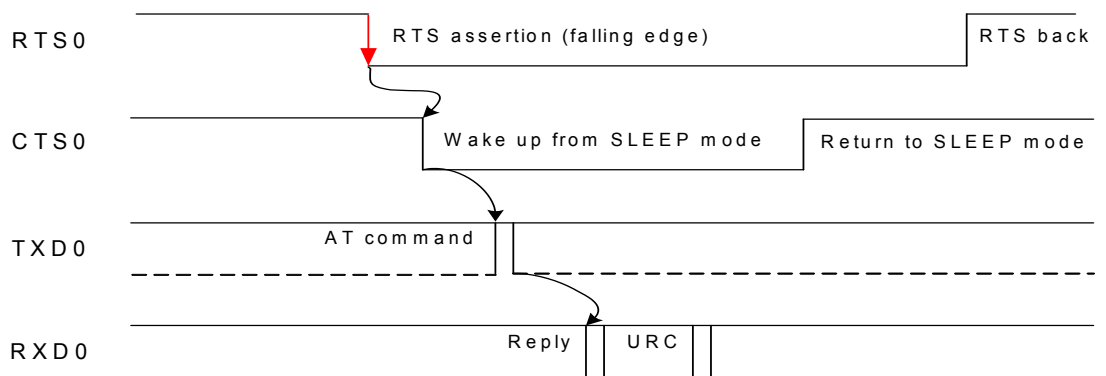 RTS0
RTS assertion (falling edge)
RTS back
CTS0
Wake up from SLEEP mode
Return to SLEEP mode
TXD0
AT command
RXD0
Reply
URC